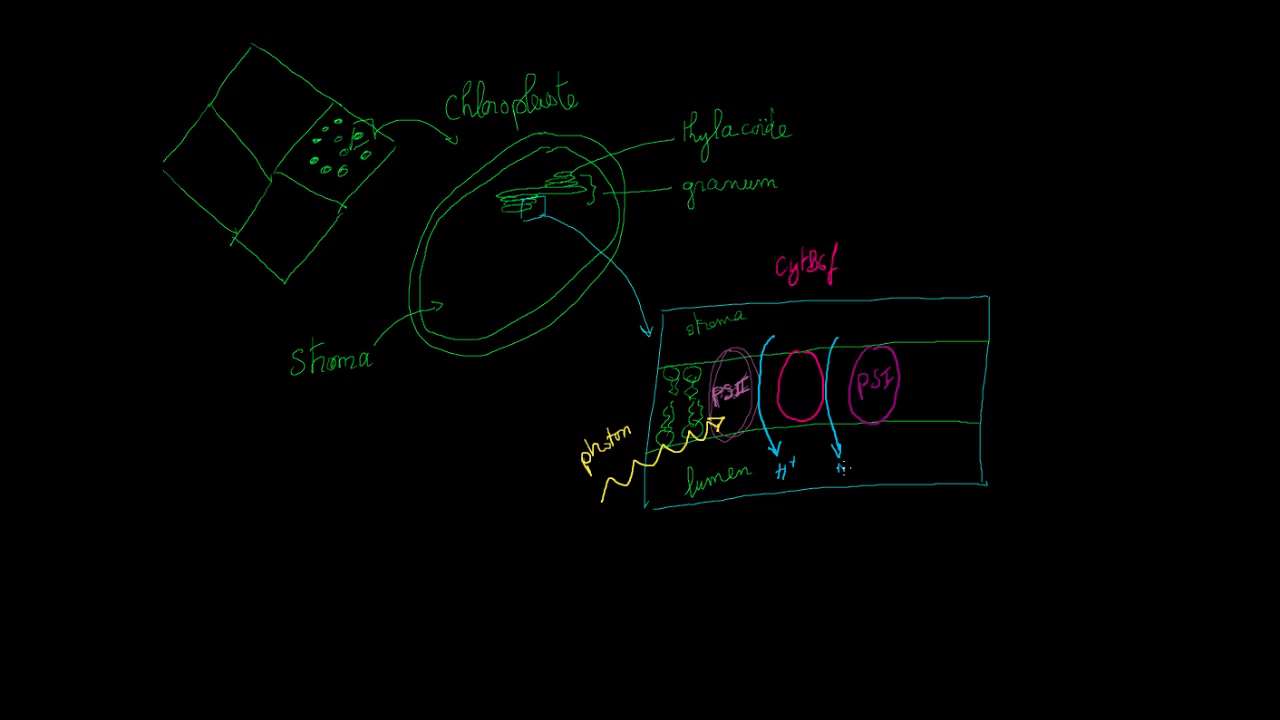 Chloroplaste
thylacoïde
granum
Stroma
CytB6f
stroma
PSII
PSI
photon
lumen
H+